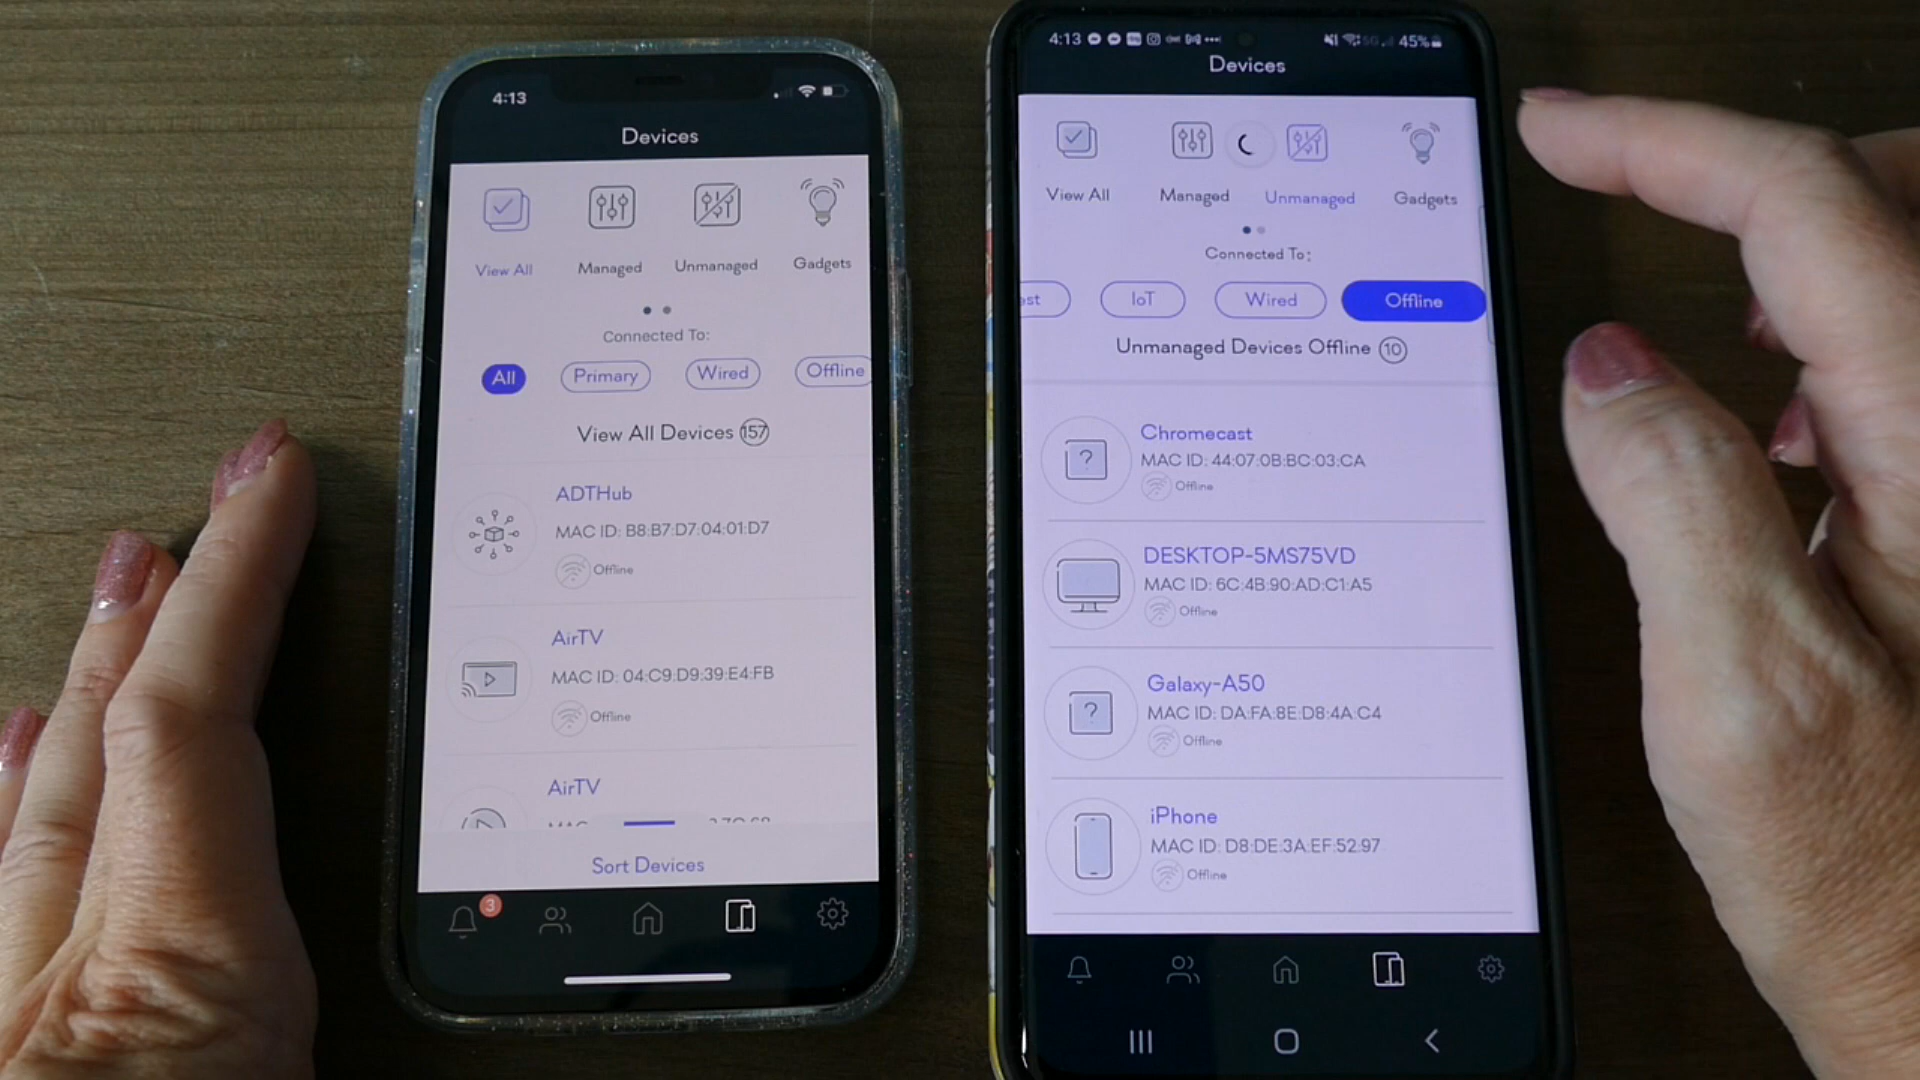 4:13
Devices
View All
Managed
Unmanaged
Gadgets
Connected To:
All
Primary
Wired
Offline
View All Devices 157
ADTHub
MAC ID: B8:B7:D7:04:01:D7
Offline
AirTV
MAC ID: 04:C9:D9:39:E4:FB
Offline
AirTV
Sort Devices
3
4:13
45%
Devices
View All
Managed
Unmanaged
Gadgets
Connected To:
IoT
Wired
Offline
Unmanaged Devices Offline 10
Chromecast
MAC ID: 44:07:0B:BC:03:CA
Offline
DESKTOP-5MS75VD
MAC ID: 6C:4B:90:AD:C1:A5
Offline
Galaxy-A50
MAC ID: DA:FA:8E:D8:4A:C4
Offline
iPhone
MAC ID: D8:DE:3A:EF:52:97
Offline